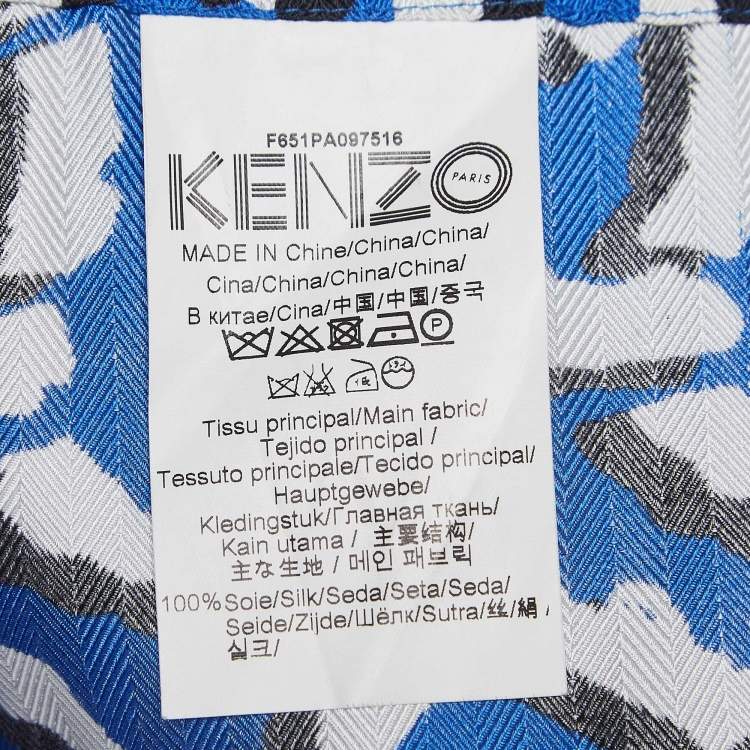 F651PA097516
KENZO PARIS
MADE IN Chine/China/China/
Cina/China/China/China/
В китае/Cina/中国/中国/중국
P
Tissu principal/Main fabric/
Tejido principal /
Tessuto principale/Tecido principal/
Hauptgewebe/
Kledingstuk/Главная ткань/
Kain utama / 主要结构/
主な生地 / 메인 패브릭
100% Soie/Silk/Seda/Seta/Seda/
Seide/Zijde/Шёлк/Sutra/丝/絹 ,
실크/